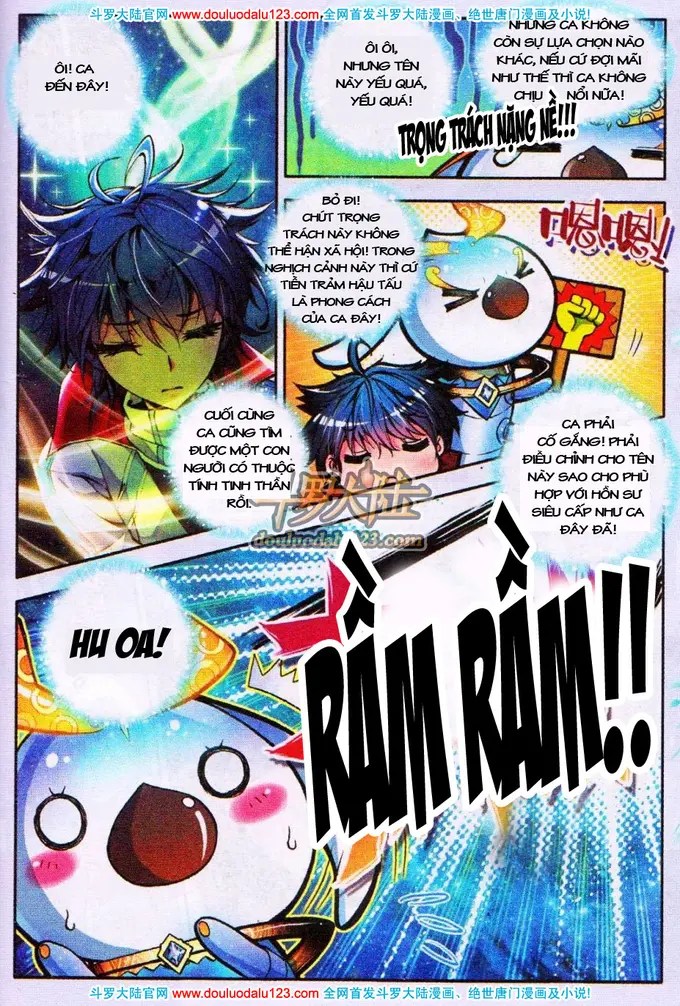 斗罗大陆官网 www.douluodalu123.com 全网首发斗罗大陆漫画、绝世唐门漫画及小说!
ÔI! CA
ĐẾN ĐÂY!
ÔI ÔI,
NHƯNG TÊN
NÀY YẾU QUÁ,
YẾU QUÁ!
NHƯNG CA KHÔNG
CÒN SỰ LỰA CHỌN NÀO
KHÁC, NẾU CỨ ĐỢI MÃI
NHƯ THẾ THÌ CA KHÔNG
CHỊU NỔI NỮA!
TRỌNG TRÁCH NẶNG NỀ!!!
BỎ ĐI!
CHÚT TRỌNG
TRÁCH NÀY KHÔNG
THỂ HẬN XÃ HỘI! TRONG
NGHỊCH CẢNH NÀY THÌ CỨ
TIỀN TRẢM HẬU TẤU
LÀ PHONG CÁCH
CỦA CA ĐÂY!
CUỐI CÙNG
CA CŨNG TÌM
ĐƯỢC MỘT CON
NGƯỜI CÓ THUỘC
TÍNH TINH THẦN
RỒI.
CA PHẢI
CỐ GẮNG! PHẢI
ĐIỀU CHỈNH CHO TÊN
NÀY SAO CHO PHÙ
HỢP VỚI HỒN SƯ
SIÊU CẤP NHƯ CA
ĐÂY ĐÃ!
斗罗大陆
douluodalu123.com
HU OA!
RẦM RẦM!!
斗罗大陆官网 www.douluodalu123.com 全网首发斗罗大陆漫画、绝世唐门漫画及小说!